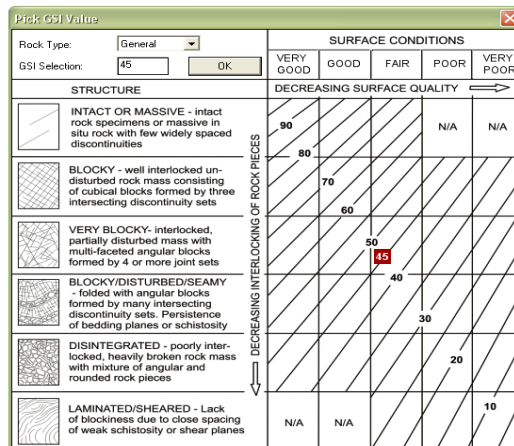 Pick GSI Value
Rock Type: General
GSI Selection: 45 OK
SURFACE CONDITIONS
VERY GOOD
GOOD
FAIR
POOR
VERY POOR
STRUCTURE
DECREASING SURFACE QUALITY
DECREASING INTERLOCKING OF ROCK PIECES
INTACT OR MASSIVE - intact
rock specimens or massive in
situ rock with few widely spaced
discontinuities
BLOCKY - well interlocked un-
disturbed rock mass consisting
of cubical blocks formed by three
intersecting discontinuity sets
VERY BLOCKY- interlocked,
partially disturbed mass with
multi-faceted angular blocks
formed by 4 or more joint sets
BLOCKY/DISTURBED/SEAMY
- folded with angular blocks
formed by many intersecting
discontinuity sets. Persistence
of bedding planes or schistosity
DISINTEGRATED - poorly inter-
locked, heavily broken rock mass
with mixture of angular and
rounded rock pieces
LAMINATED/SHEARED - Lack
of blockiness due to close spacing
of weak schistosity or shear planes
90
N/A N/A
80
70
60
50
45
40
30
20
10
N/A N/A